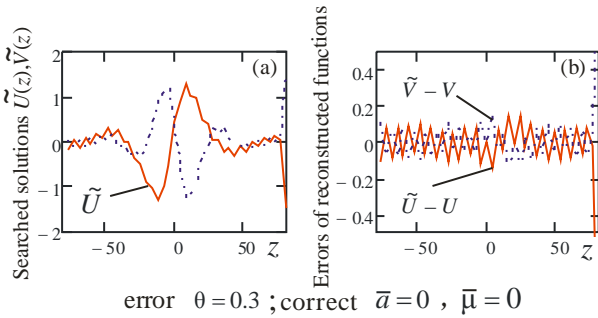 Searched solutions Ũ(z),Ṽ(z)
2
1
0
−1
−2
(a)
Ũ
−50
0
50
z
Errors of reconstructed functions
0.4
0.2
0
−0.2
−0.4
(b)
Ṽ − V
Ũ − U
−50
0
50
z
error θ = 0.3 ; correct a̅ = 0 , μ̅ = 0